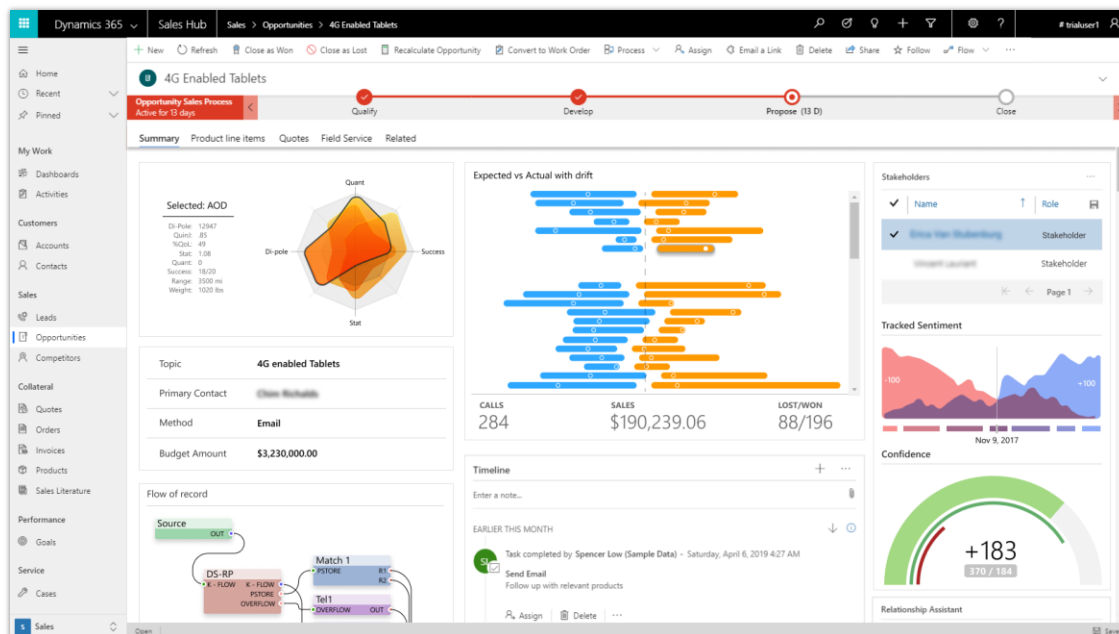 Dynamics 365
Sales Hub
Sales > Opportunities > 4G Enabled Tablets
# trialuser1
New
Refresh
Close as Won
Close as Lost
Recalculate Opportunity
Convert to Work Order
Process
Assign
Email a Link
Delete
Share
Follow
Flow
Home
Recent
Pinned
My Work
Dashboards
Activities
Customers
Accounts
Contacts
Sales
Leads
Opportunities
Competitors
Collateral
Quotes
Orders
Invoices
Products
Sales Literature
Performance
Goals
Service
Cases
S Sales
4G Enabled Tablets
Opportunity Sales Process
Active for 13 days
Qualify
Develop
Propose (13 D)
Close
Summary
Product line items
Quotes
Field Service
Related
Selected: AOD
Di-Pole: 12947
Quind: .85
%QoL: 49
Stat: 1.08
Quant: 0
Success: 18/20
Range: 3500 mi
Weight: 1020 lbs
Quant
Di-pole
Success
Stat
Topic 4G enabled Tablets
Primary Contact
Method Email
Budget Amount $3,230,000.00
Flow of record
Source
OUT
DS-RP
K - FLOW K - FLOW
PSTORE
OVERFLOW
Match 1
PSTORE R1
R2
Tel1
OVERFLOW OUT
Expected vs Actual with drift
CALLS
284
SALES
$190,239.06
LOST/WON
88/196
Timeline
Enter a note...
EARLIER THIS MONTH
Task completed by Spencer Low (Sample Data) - Saturday, April 6, 2019 4:27 AM
Send Email
Follow up with relevant products
Assign
Delete
Stakeholders
Name
Role
Stakeholder
Stakeholder
Page 1
Tracked Sentiment
-100
+100
Nov 9, 2017
Confidence
+183
370 / 184
Relationship Assistant
Open
Save